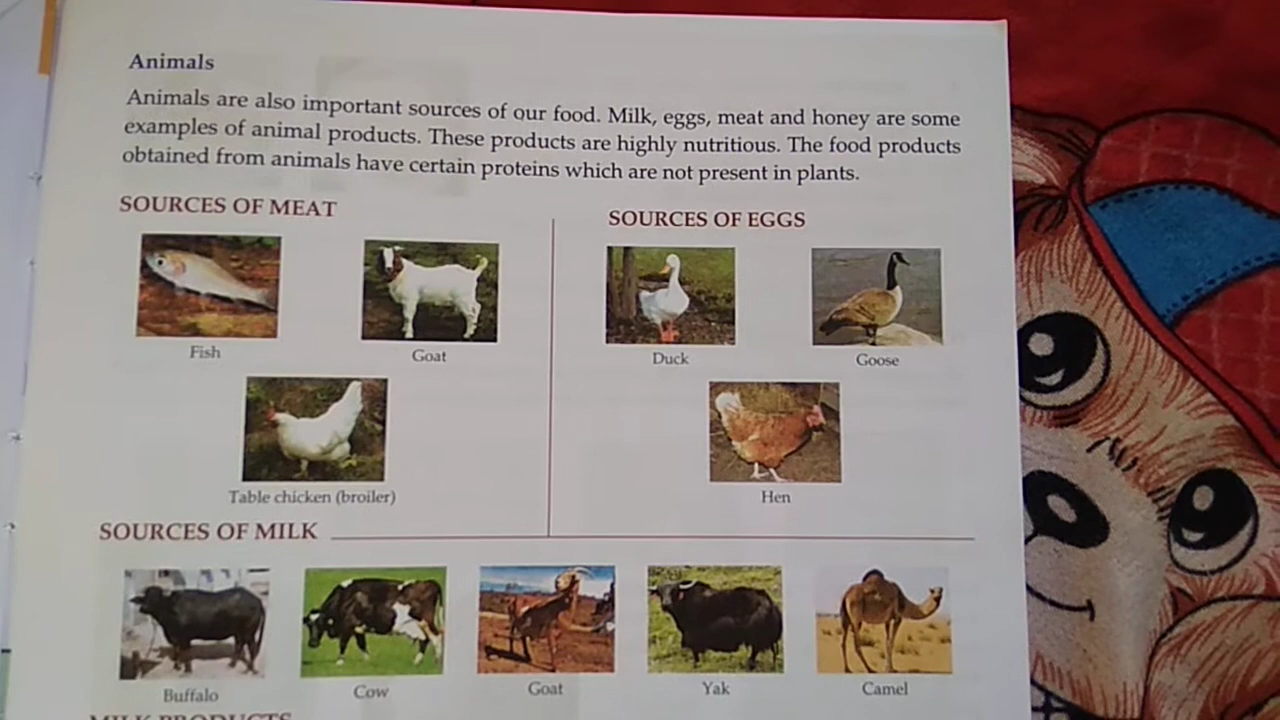 Animals
Animals are also important sources of our food. Milk, eggs, meat and honey are some
examples of animal products. These products are highly nutritious. The food products
obtained from animals have certain proteins which are not present in plants.
SOURCES OF MEAT
Fish
Goat
Table chicken (broiler)
SOURCES OF EGGS
Duck
Goose
Hen
SOURCES OF MILK
Buffalo
Cow
Goat
Yak
Camel
MILK PRODUCTS